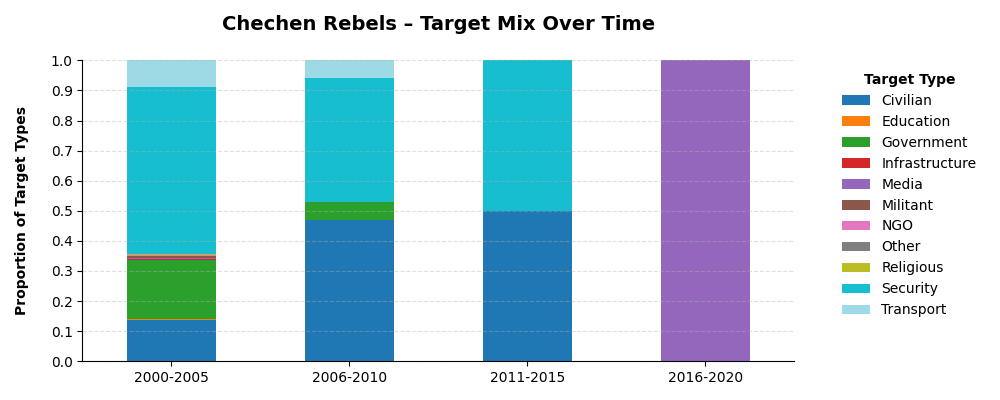 Chechen Rebels – Target Mix Over Time
Proportion of Target Types
1.0
0.9
0.8
0.7
0.6
0.5
0.4
0.3
0.2
0.1
0.0
2000-2005
2006-2010
2011-2015
2016-2020
Target Type
Civilian
Education
Government
Infrastructure
Media
Militant
NGO
Other
Religious
Security
Transport